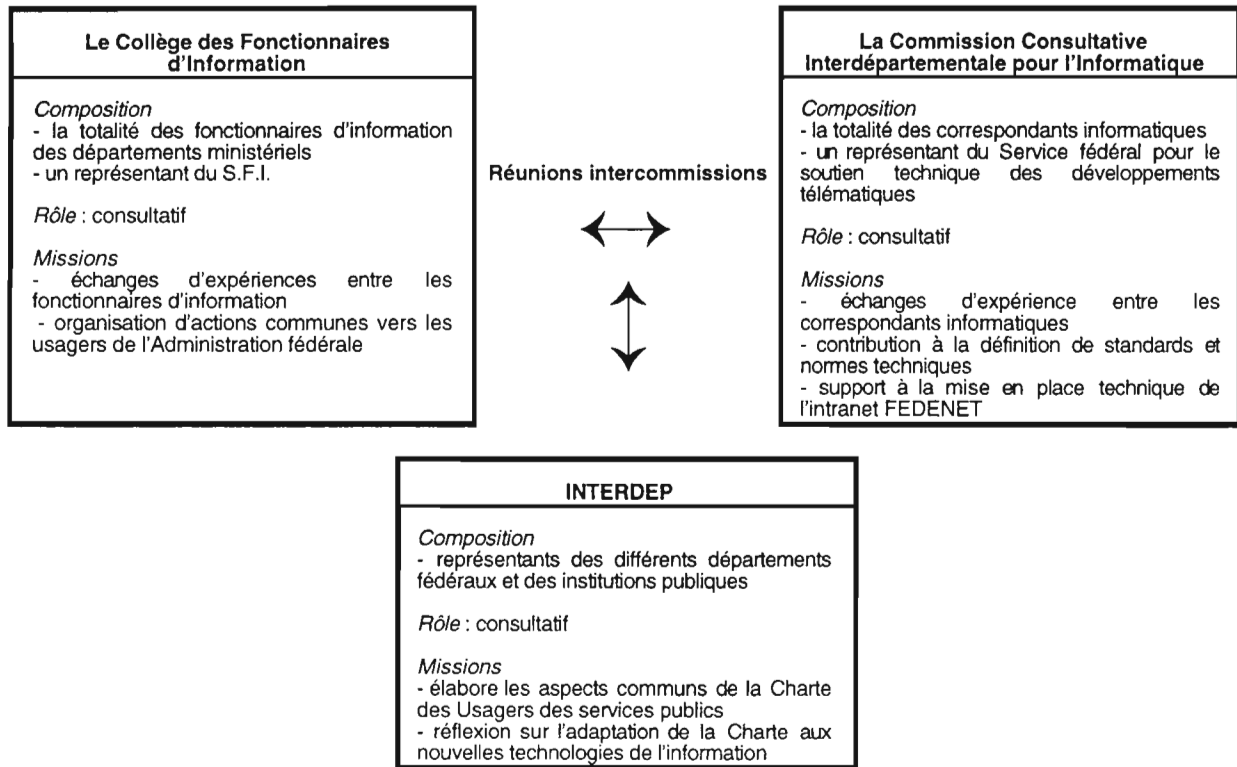 Le Collège des Fonctionnaires
d'Information
Composition
- la totalité des fonctionnaires d'information
des départements ministériels
- un représentant du S.F.I.
Rôle : consultatif
Missions
- échanges d'expériences entre les
fonctionnaires d'information
- organisation d'actions communes vers les
usagers de l'Administration fédérale
Réunions intercommissions
La Commission Consultative
Interdépartementale pour l'Informatique
Composition
- la totalité des correspondants informatiques
- un représentant du Service fédéral pour le
soutien technique des développements
télématiques
Rôle : consultatif
Missions
- échanges d'expérience entre les
correspondants informatiques
- contribution à la définition de standards et
normes techniques
- support à la mise en place technique de
l'intranet FEDENET
INTERDEP
Composition
- représentants des différents départements
fédéraux et des institutions publiques
Rôle : consultatif
Missions
- élabore les aspects communs de la Charte
des Usagers des services publics
- réflexion sur l'adaptation de la Charte aux
nouvelles technologies de l'information